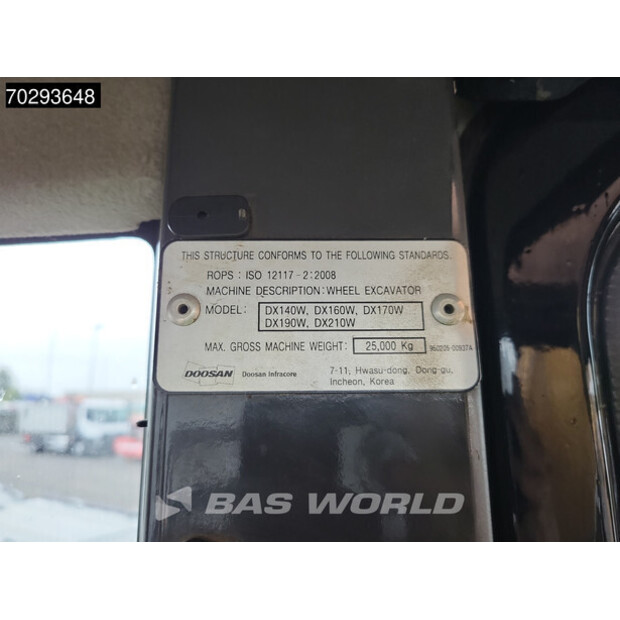 70293648
THIS STRUCTURE CONFORMS TO THE FOLLOWING STANDARDS.
ROPS : ISO 12117 - 2:2008
MACHINE DESCRIPTION: WHEEL EXCAVATOR
MODEL: DX140W, DX160W, DX170W
DX190W, DX210W
MAX. GROSS MACHINE WEIGHT: 25,000 Kg
DOOSAN Doosan Infracore 7-11, Hwasu-dong, Dong-gu,
Incheon, Korea
BAS WORLD